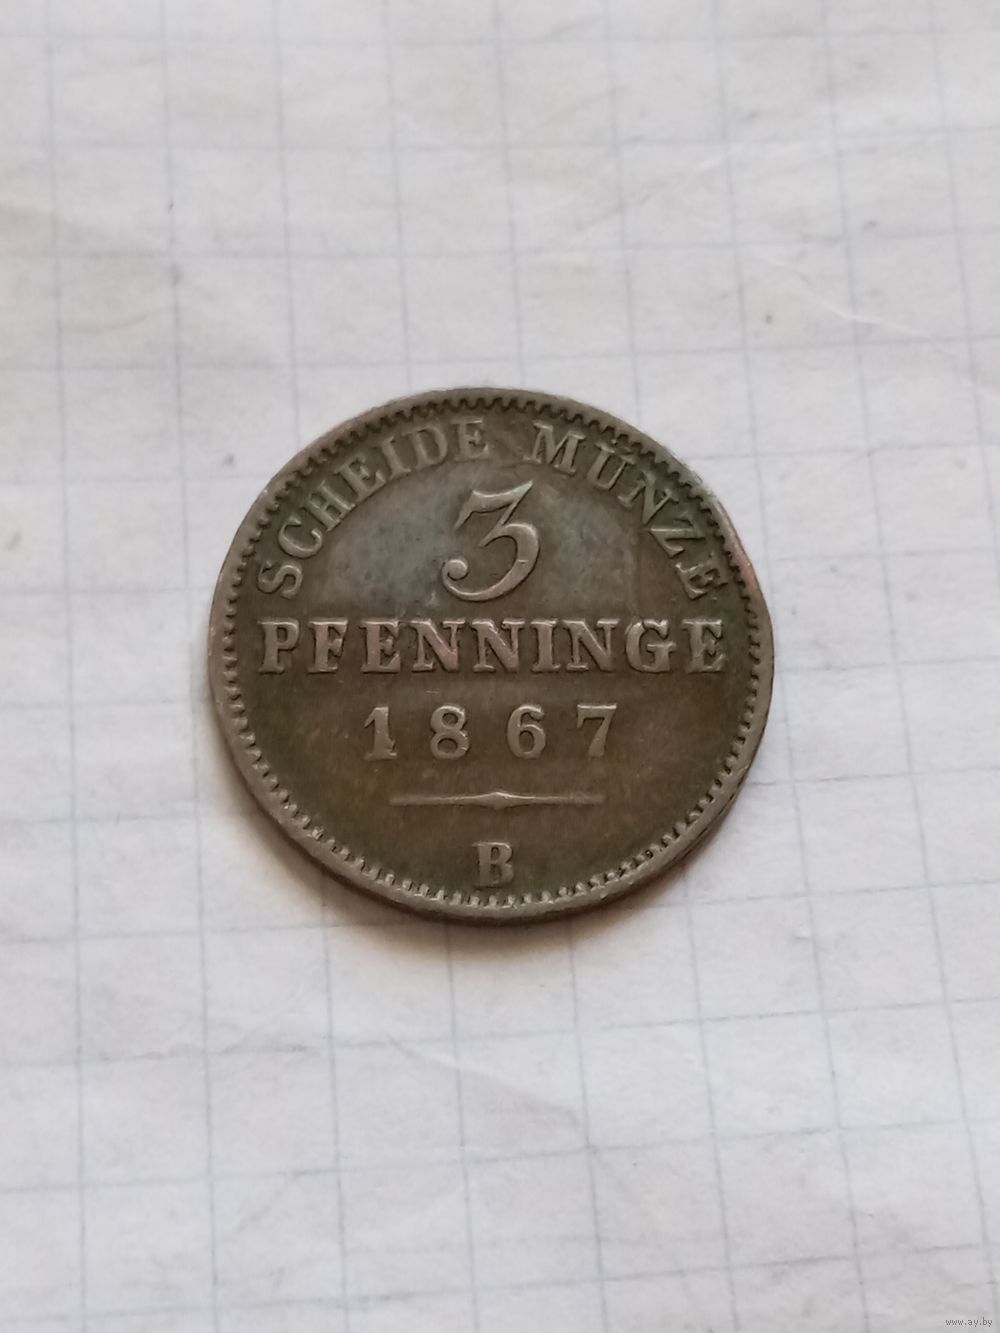 SCHEIDE MÜNZE
3
PFENNINGE
1867
B
www.ay.by